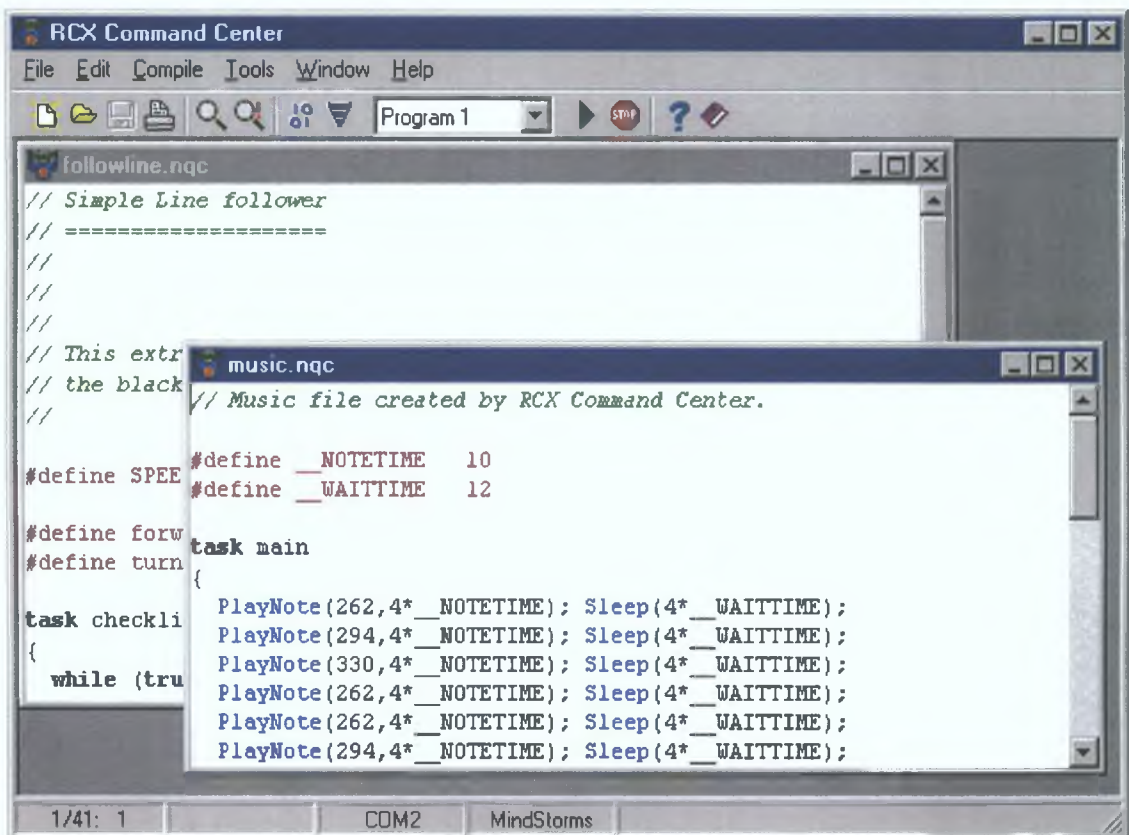 RCX Command Center
File Edit Compile Tools Window Help
Program 1 STOP ?
followline.nqc
// Simple Line follower
// ====================
//
//
//
// This extr
// the black
//
#define SPEE
#define forw
#define turn
task checkli
{
while (tru
music.nqc
// Music file created by RCX Command Center.
#define __NOTETIME 10
#define __WAITTIME 12
task main
{
PlayNote(262,4*__NOTETIME); Sleep(4*__WAITTIME);
PlayNote(294,4*__NOTETIME); Sleep(4*__WAITTIME);
PlayNote(330,4*__NOTETIME); Sleep(4*__WAITTIME);
PlayNote(262,4*__NOTETIME); Sleep(4*__WAITTIME);
PlayNote(262,4*__NOTETIME); Sleep(4*__WAITTIME);
PlayNote(294,4*__NOTETIME); Sleep(4*__WAITTIME);
1/41: 1 COM2 MindStorms